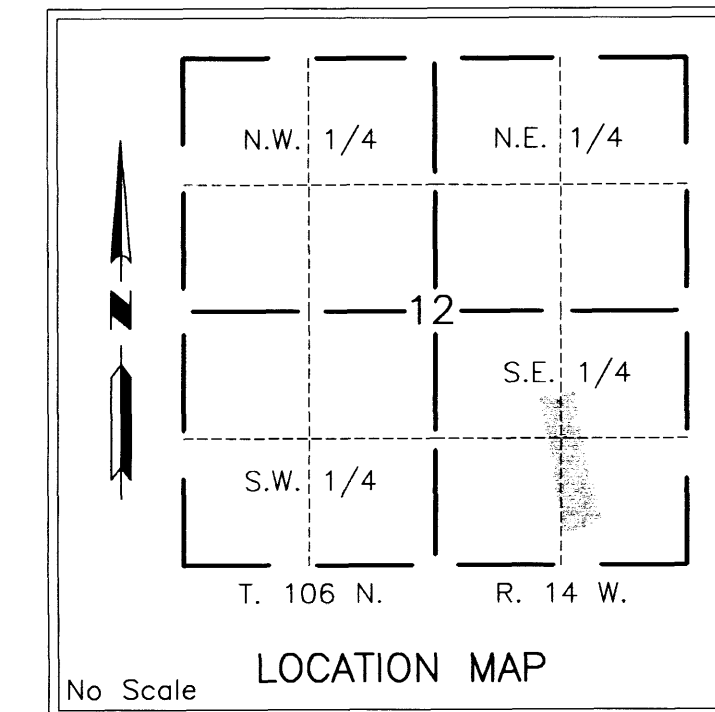 N.W. 1/4 N.E. 1/4
N
12
S.E. 1/4
S.W. 1/4
T. 106 N. R. 14 W.
LOCATION MAP
No Scale